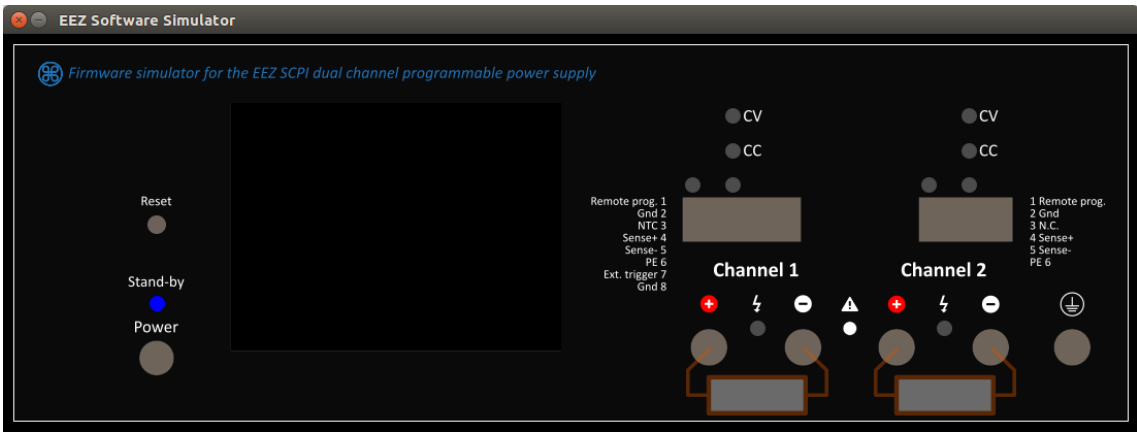 EEZ Software Simulator
Firmware simulator for the EEZ SCPI dual channel programmable power supply
CV
CC
CV
CC
Reset
Stand-by
Power
Remote prog. 1
Gnd 2
NTC 3
Sense+ 4
Sense- 5
PE 6
Ext. trigger 7
Gnd 8
1 Remote prog.
2 Gnd
3 N.C.
4 Sense+
5 Sense-
PE 6
Channel 1
Channel 2